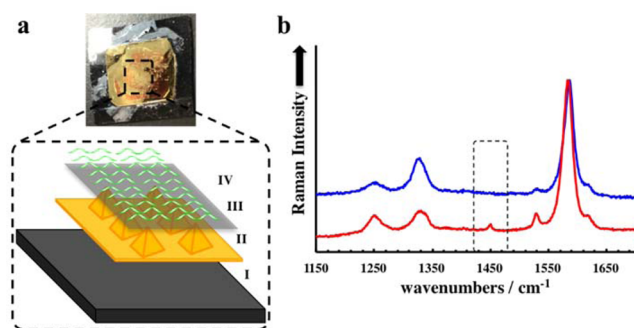 a
IV
III
II
I
b
Raman Intensity
1150 1250 1350 1450 1550 1650
wavenumbers / cm⁻¹